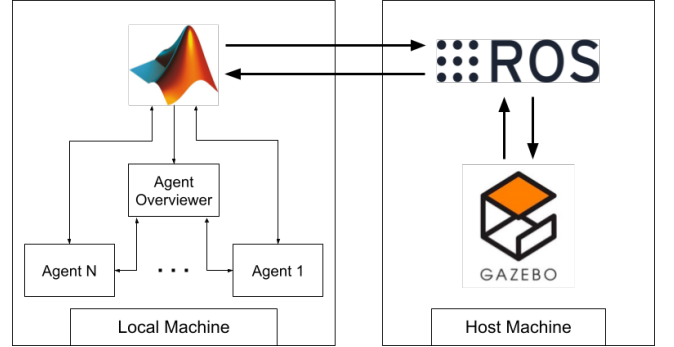 ROS
Agent
Overviewer
Agent N
. . .
Agent 1
GAZEBO
Local Machine
Host Machine